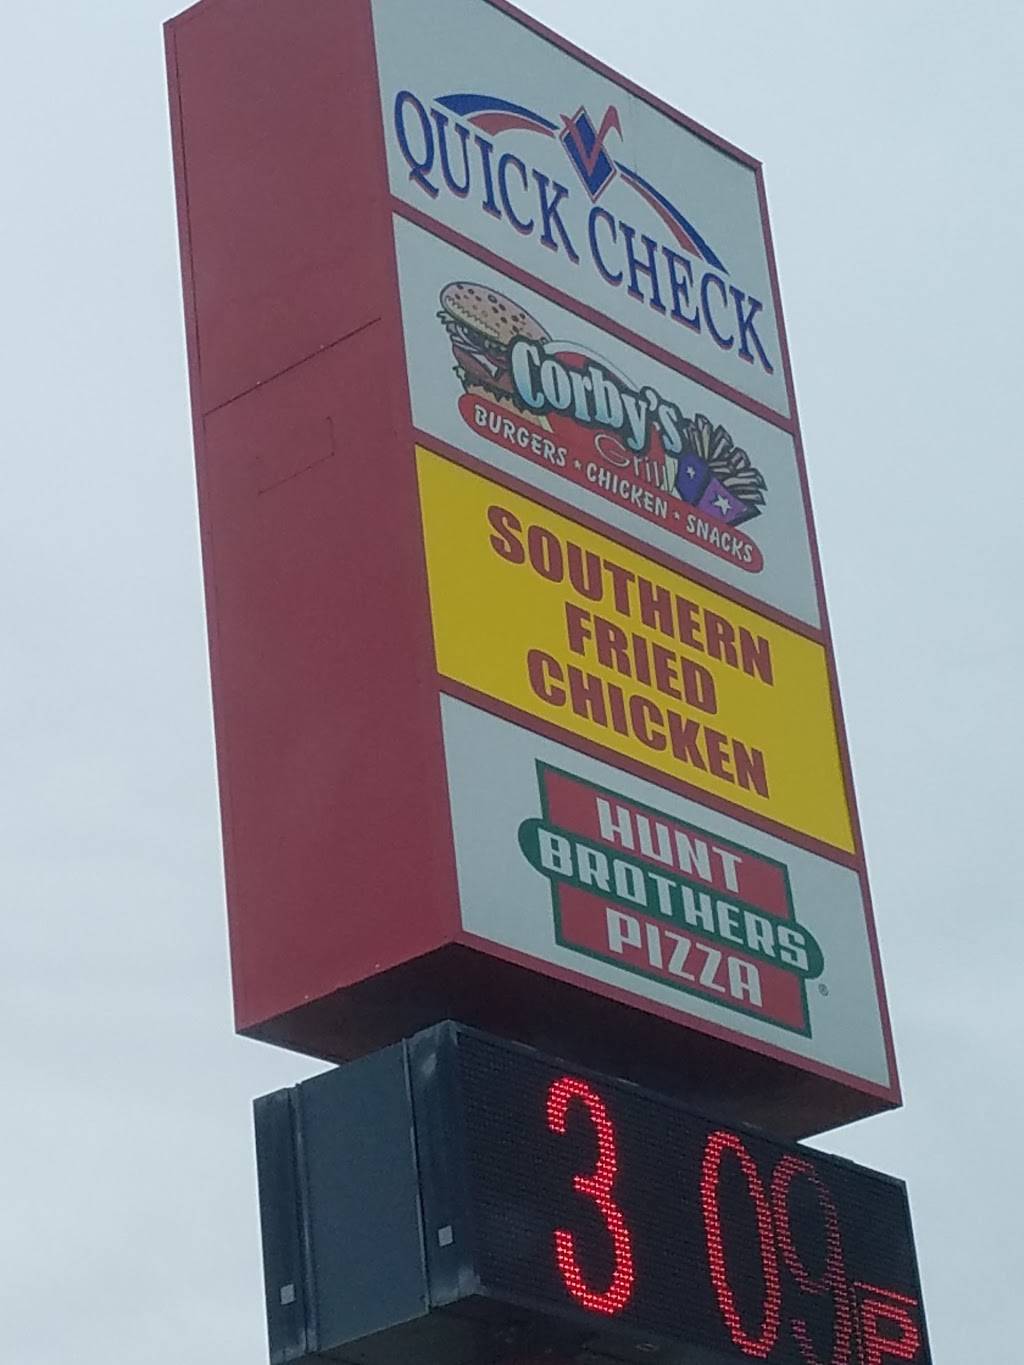 QUICK CHECK
Corby's
Grill
BURGERS * CHICKEN * SNACKS
SOUTHERN
FRIED
CHICKEN
HUNT
BROTHERS
PIZZA
®
3 09